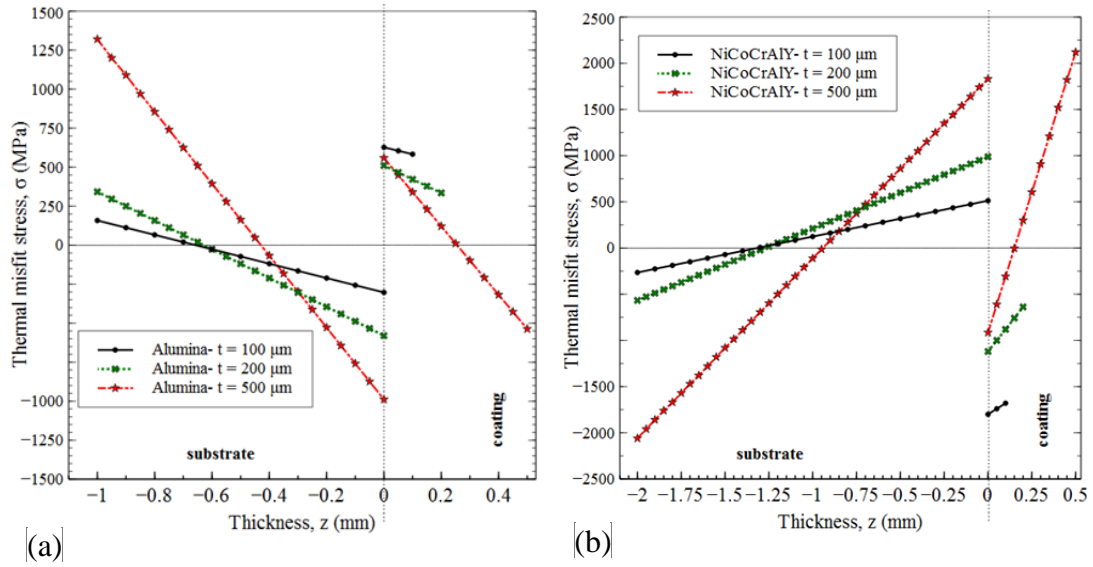 1500
1250
1000
750
500
250
0
−1000
−1250
−1500
Thermal misfit stress, σ (MPa)
Alumina- t = 100 μm
Alumina- t = 200 μm
Alumina- t = 500 μm
substrate
coating
−1 −0.8 −0.6 −0.4 −0.2 0 0.2 0.4
Thickness, z (mm)
(a)
2500
2000
1500
1000
500
0
−1500
−2000
−2500
Thermal misfit stress, σ (MPa)
NiCoCrAlY- t = 100 μm
NiCoCrAlY- t = 200 μm
NiCoCrAlY- t = 500 μm
substrate
coating
−2 −1.75 −1.5 −1.25 −1 −0.75 −0.5 −0.25 0 0.25 0.5
Thickness, z (mm)
(b)